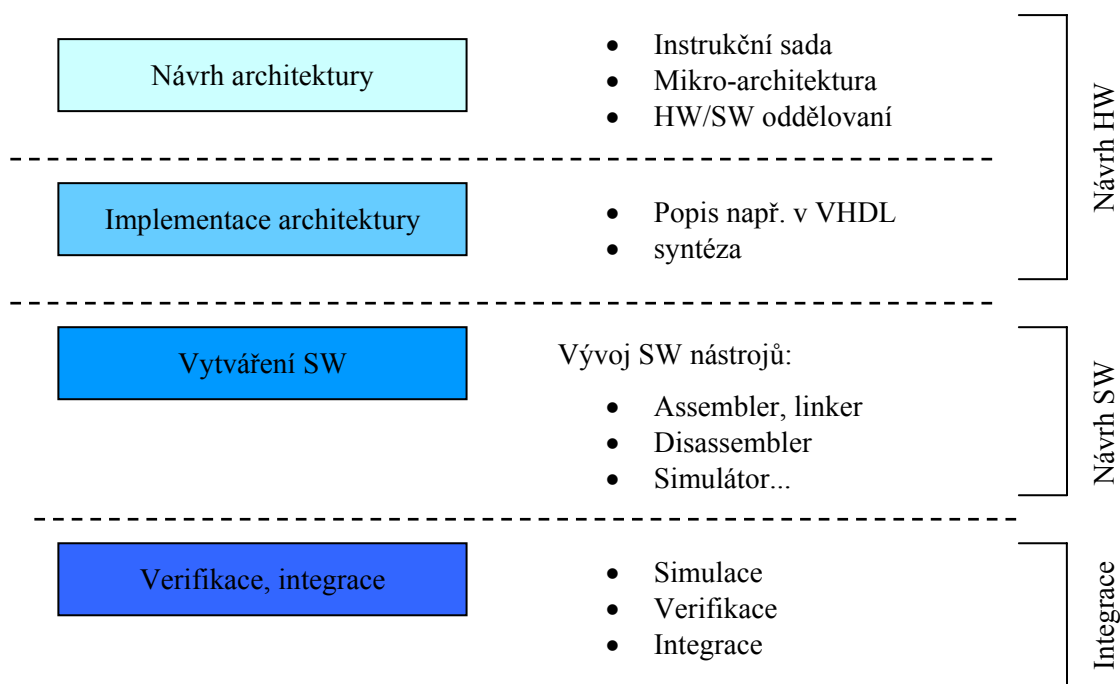 Návrh architektury
• Instrukční sada
• Mikro-architektura
• HW/SW oddělovaní
Návrh HW
Implementace architektury
• Popis např. v VHDL
• syntéza
Vytváření SW
Vývoj SW nástrojů:
• Assembler, linker
• Disassembler
• Simulátor...
Návrh SW
Verifikace, integrace
• Simulace
• Verifikace
• Integrace
Integrace